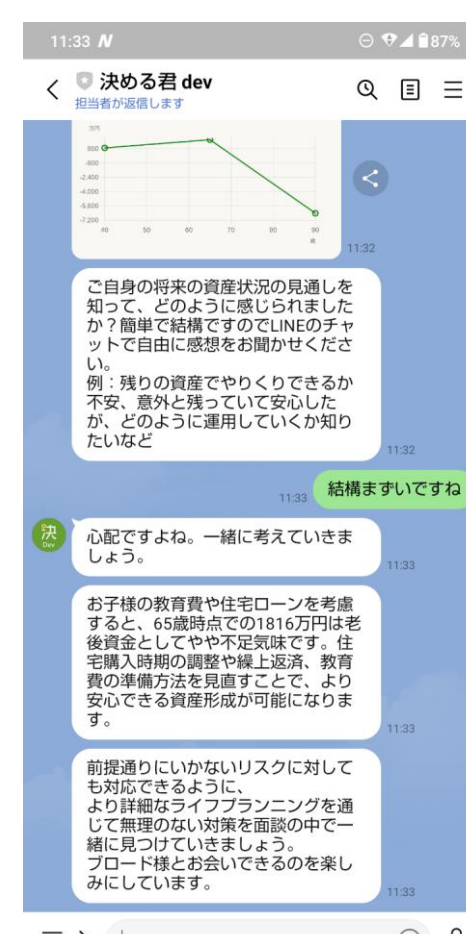 11:33 N
87%
決める君 dev
担当者が返信します
万円
800
-800
-2,400
-4,000
-5,600
-7,200
40 50 60 70 80 90
歳
11:32
ご自身の将来の資産状況の見通しを
知って、どのように感じられました
か？簡単で結構ですのでLINEのチャ
ットで自由に感想をお聞かせくださ
い。
例：残りの資産でやりくりできるか
不安、意外と残っていて安心した
が、どのように運用していくか知り
たいなど
11:32
11:33 結構まずいですね
決
Dev
心配ですよね。一緒に考えていきま
しょう。
11:33
お子様の教育費や住宅ローンを考慮
すると、65歳時点での1816万円は老
後資金としてやや不足気味です。住
宅購入時期の調整や繰上返済、教育
費の準備方法を見直すことで、より
安心できる資産形成が可能になりま
す。
11:33
前提通りにいかないリスクに対して
も対応できるように、
より詳細なライフプランニングを通
じて無理のない対策を面談の中で一
緒に見つけていきましょう。
ブロード様とお会いできるのを楽し
みにしています。
11:33